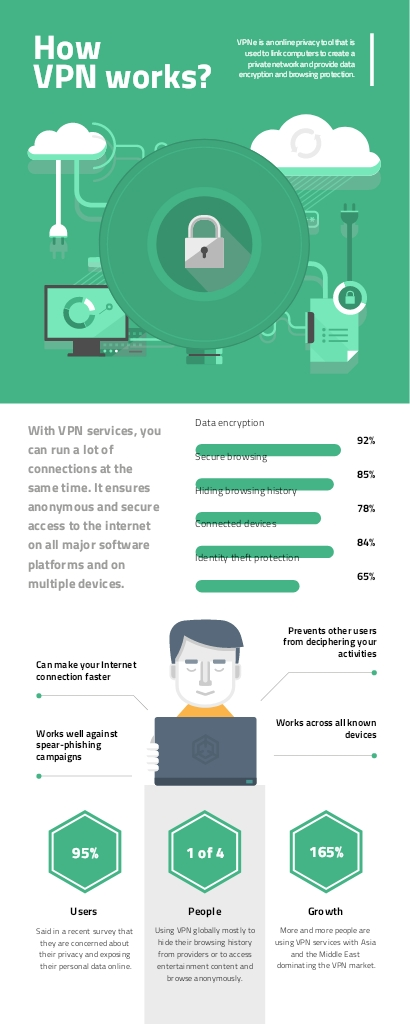 How
VPN works?
VPNe is an online privacy tool that is
used to link computers to create a
private network and provide data
encryption and browsing protection.
With VPN services, you
can run a lot of
connections at the
same time. It ensures
anonymous and secure
access to the internet
on all major software
platforms and on
multiple devices.
Data encryption
92%
Secure browsing
85%
Hiding browsing history
78%
Connected devices
84%
Identity theft protection
65%
Can make your Internet
connection faster
Works well against
spear-phishing
campaigns
Prevents other users
from deciphering your
activities
Works across all known
devices
95%
Users
Said in a recent survey that
they are concerned about
their privacy and exposing
their personal data online.
1 of 4
People
Using VPN globally mostly to
hide their browsing history
from providers or to access
entertainment content and
browse anonymously.
165%
Growth
More and more people are
using VPN services with Asia
and the Middle East
dominating the VPN market.